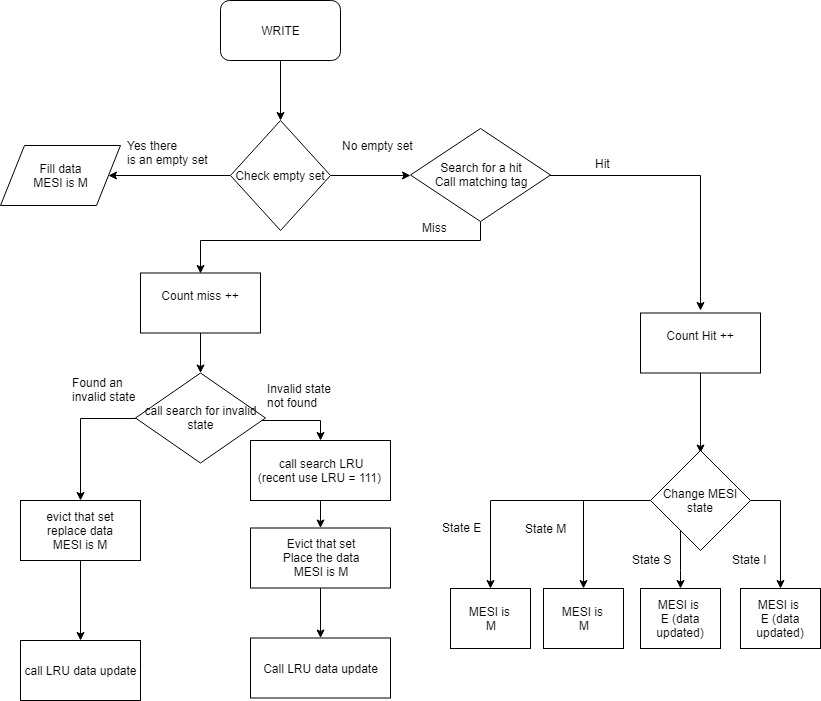 WRITE
Yes there
is an empty set
No empty set
Hit
Fill data
MESI is M
Check empty set
Search for a hit
Call matching tag
Miss
Count miss ++
Count Hit ++
Found an
invalid state
Invalid state
not found
call search for invalid
state
call search LRU
(recent use LRU = 111)
evict that set
replace data
MESI is M
Evict that set
Place the data
MESI is M
call LRU data update
Call LRU data update
Change MESI
state
State E
State M
State S
State I
MESI is
M
MESI is
M
MESI is
E (data
updated)
MESI is
E (data
updated)